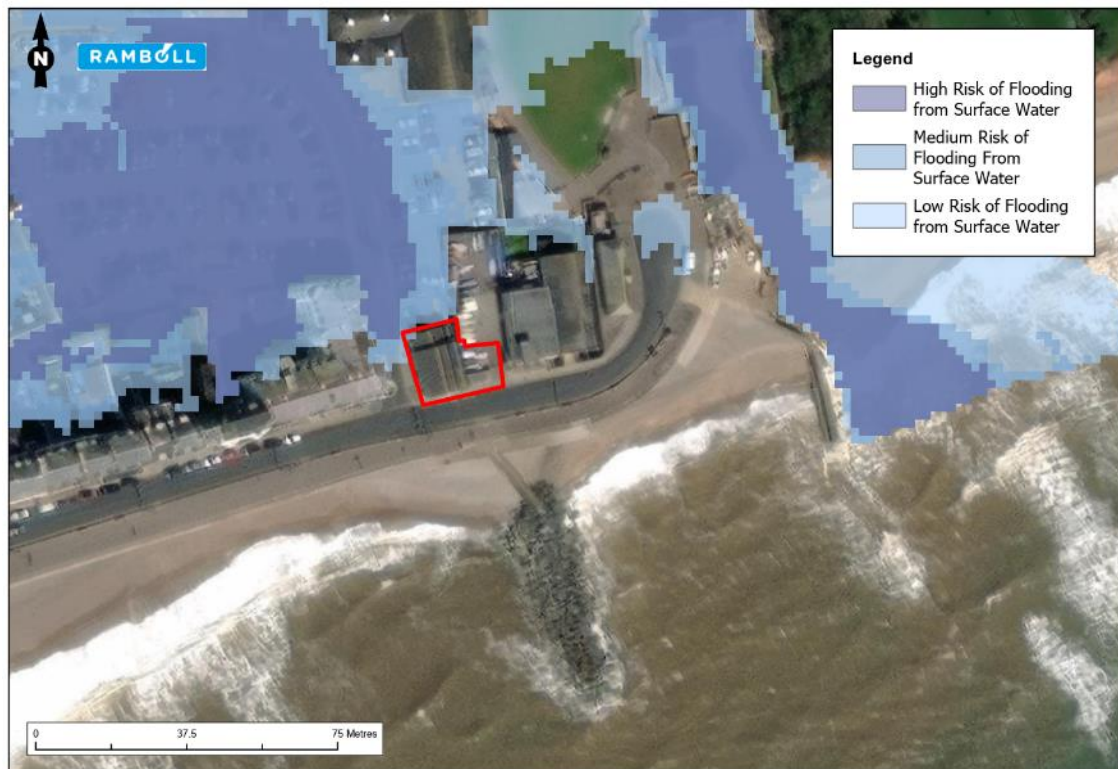 N
RAMBOLL
Legend
High Risk of Flooding
from Surface Water
Medium Risk of
Flooding From
Surface Water
Low Risk of Flooding
from Surface Water
0 37.5 75 Metres